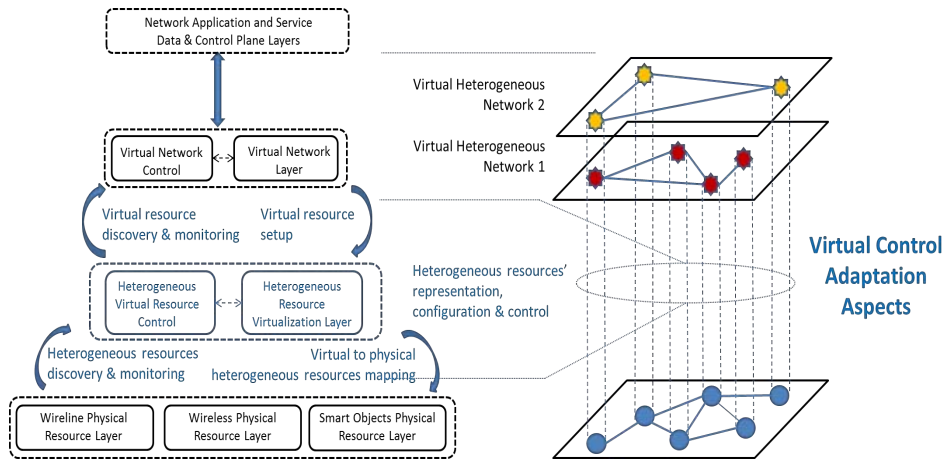 Network Application and Service
Data & Control Plane Layers
Virtual Heterogeneous
Network 2
Virtual Heterogeneous
Network 1
Virtual Network
Control
Virtual Network
Layer
Virtual resource
discovery & monitoring
Virtual resource
setup
Heterogeneous
Virtual Resource
Control
Heterogeneous
Resource
Virtualization Layer
Heterogeneous resources’
representation,
configuration & control
Virtual Control
Adaptation
Aspects
Heterogeneous resources
discovery & monitoring
Virtual to physical
heterogeneous resources mapping
Wireline Physical
Resource Layer
Wireless Physical
Resource Layer
Smart Objects Physical
Resource Layer